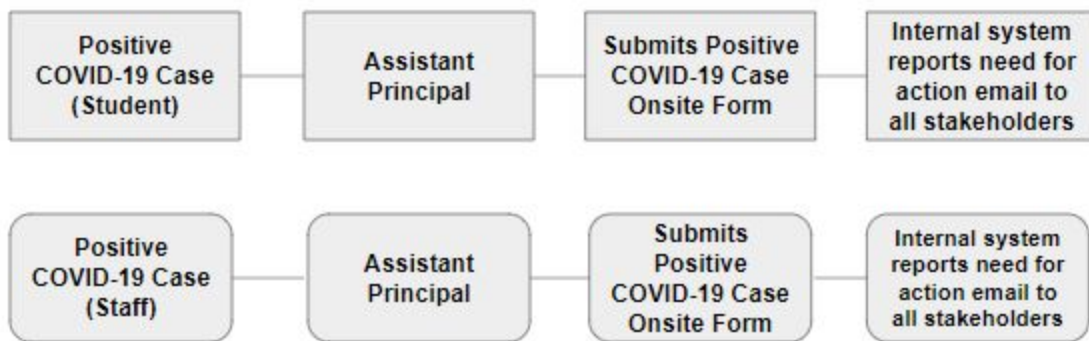 Positive
COVID-19 Case
(Student)
Assistant
Principal
Submits Positive
COVID-19 Case
Onsite Form
Internal system
reports need for
action email to
all stakeholders
Positive
COVID-19 Case
(Staff)
Assistant
Principal
Submits
Positive
COVID-19 Case
Onsite Form
Internal system
reports need for
action email to
all stakeholders